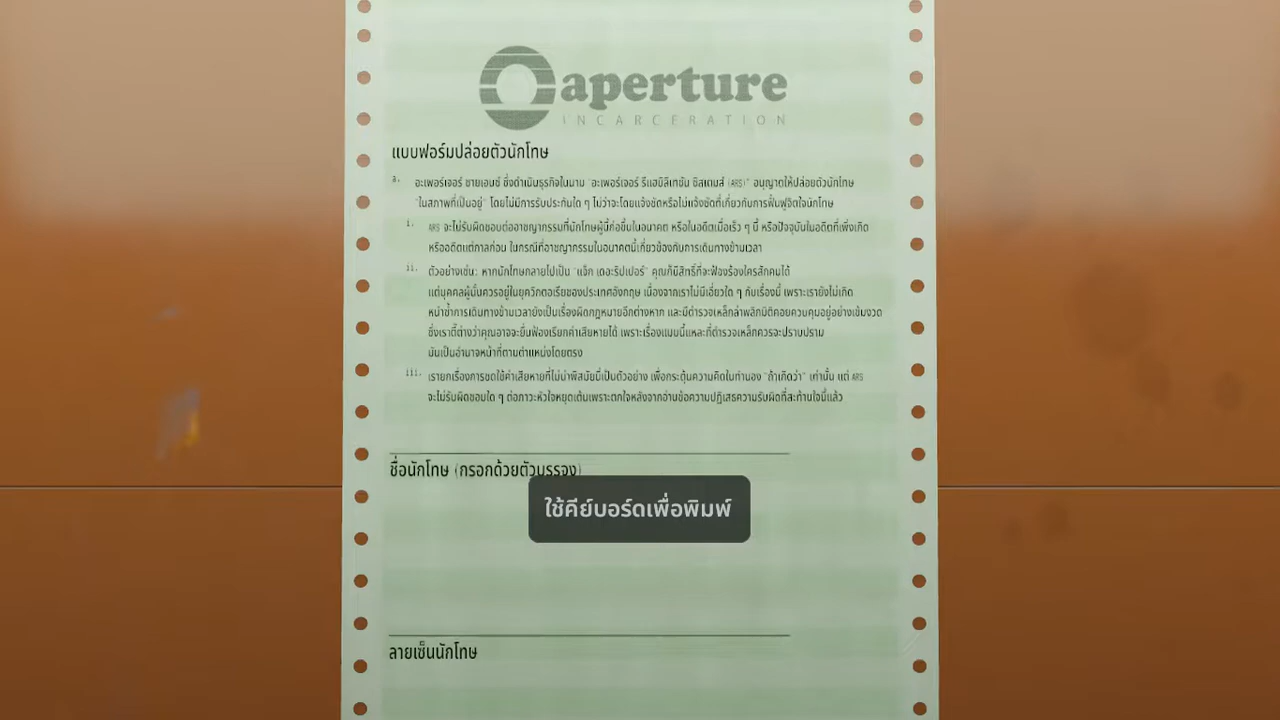 aperture
INCARCERATION
แบบฟอร์มปล่อยตัวนักโทษ
a. อะเพอร์เจอร์ ซายเอนซ์ ซึ่งดำเนินธุรกิจในนาม "อะเพอร์เจอร์ รีแฮบิลิเทชัน ซิสเตมส์ (ARS)" อนุญาตให้ปล่อยตัวนักโทษ
"ในสภาพที่เป็นอยู่" โดยไม่มีการรับประกันใด ๆ ไม่ว่าจะโดยแจ้งชัดหรือไม่แจ้งชัดที่เกี่ยวกับการฟื้นฟูจิตใจนักโทษ
i. ARS จะไม่รับผิดชอบต่ออาชญากรรมที่นักโทษผู้นี้ก่อขึ้นในอนาคต หรือในอดีตเมื่อเร็ว ๆ นี้ หรือปัจจุบันในอดีตที่เพิ่งเกิด
หรืออดีตแต่กาลก่อน ในกรณีที่อาชญากรรมในอนาคตนี้เกี่ยวข้องกับการเดินทางข้ามเวลา
ii. ตัวอย่างเช่น: หากนักโทษกลายไปเป็น "แจ็ก เดอะริปเปอร์" คุณก็มีสิทธิ์ที่จะฟ้องร้องใครสักคนได้
แต่บุคคลผู้นั้นควรอยู่ในยุควิกตอเรียของประเทศอังกฤษ เนื่องจากเราไม่มีเอี่ยวใด ๆ กับเรื่องนี้ เพราะเรายังไม่เกิด
หน้าซ้ำการเดินทางข้ามเวลายังเป็นเรื่องผิดกฎหมายอีกต่างหาก และมีตำรวจเหล็กล่าพลิกมิติคอยควบคุมอยู่อย่างเข้มงวด
ซึ่งเราตี้ต่างว่าคุณอาจจะยื่นฟ้องเรียกค่าเสียหายได้ เพราะเรื่องแบบนี้แหละที่ตำรวจเหล็กควรจะปราบปราม
มันเป็นอำนาจหน้าที่ตามตำแหน่งโดยตรง
iii. เรายกเรื่องการชดใช้ค่าเสียหายที่ไม่น่าพิสมัยนี้เป็นตัวอย่าง เพื่อกระตุ้นความคิดในทำนอง "ถ้าเกิดว่า" เท่านั้น แต่ ARS
จะไม่รับผิดชอบใด ๆ ต่อภาวะหัวใจหยุดเต้นเพราะตกใจหลังจากอ่านข้อความปฏิเสธความรับผิดที่สะท้านใจนี้แล้ว
ชื่อนักโทษ (กรอกด้วยตัวบรรจง)
ใช้คีย์บอร์ดเพื่อพิมพ์
ลายเซ็นนักโทษ